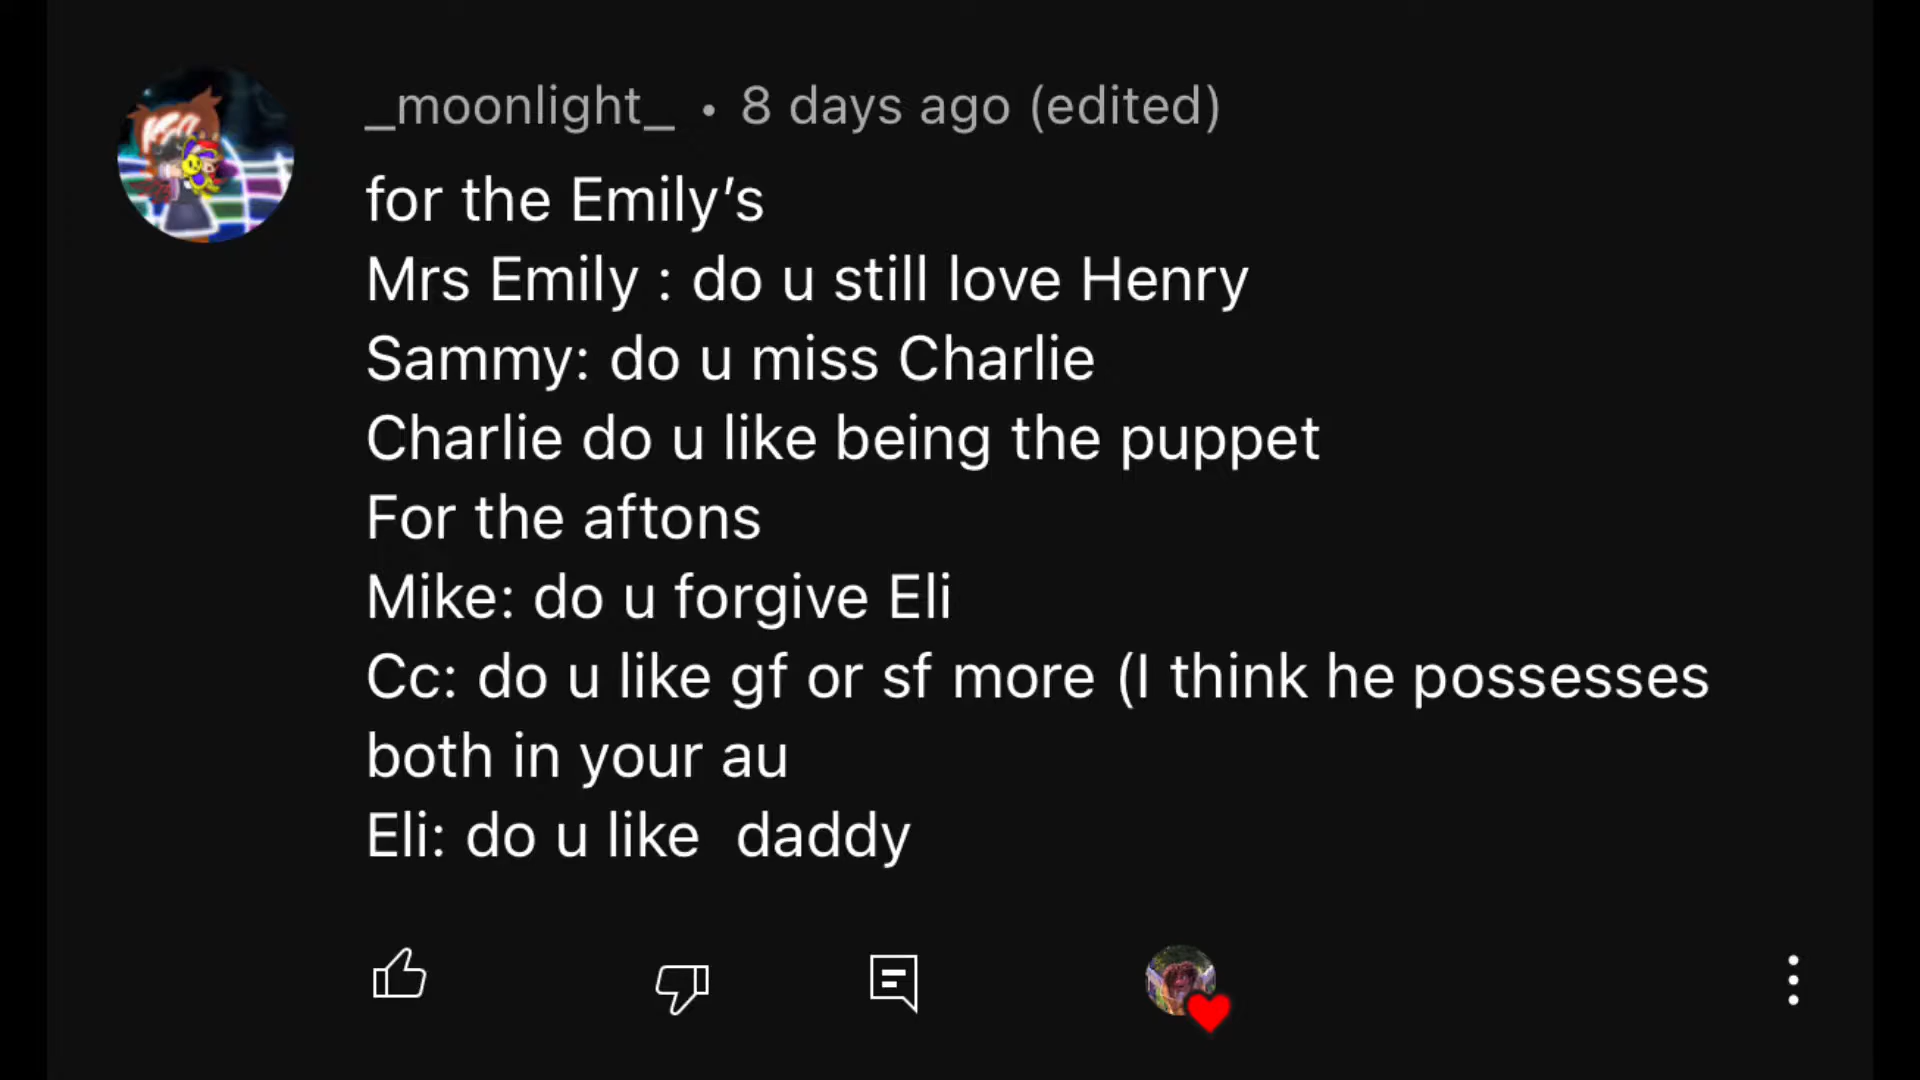 _moonlight_ • 8 days ago (edited)
for the Emily’s
Mrs Emily : do u still love Henry
Sammy: do u miss Charlie
Charlie do u like being the puppet
For the aftons
Mike: do u forgive Eli
Cc: do u like gf or sf more (I think he possesses
both in your au
Eli: do u like  daddy